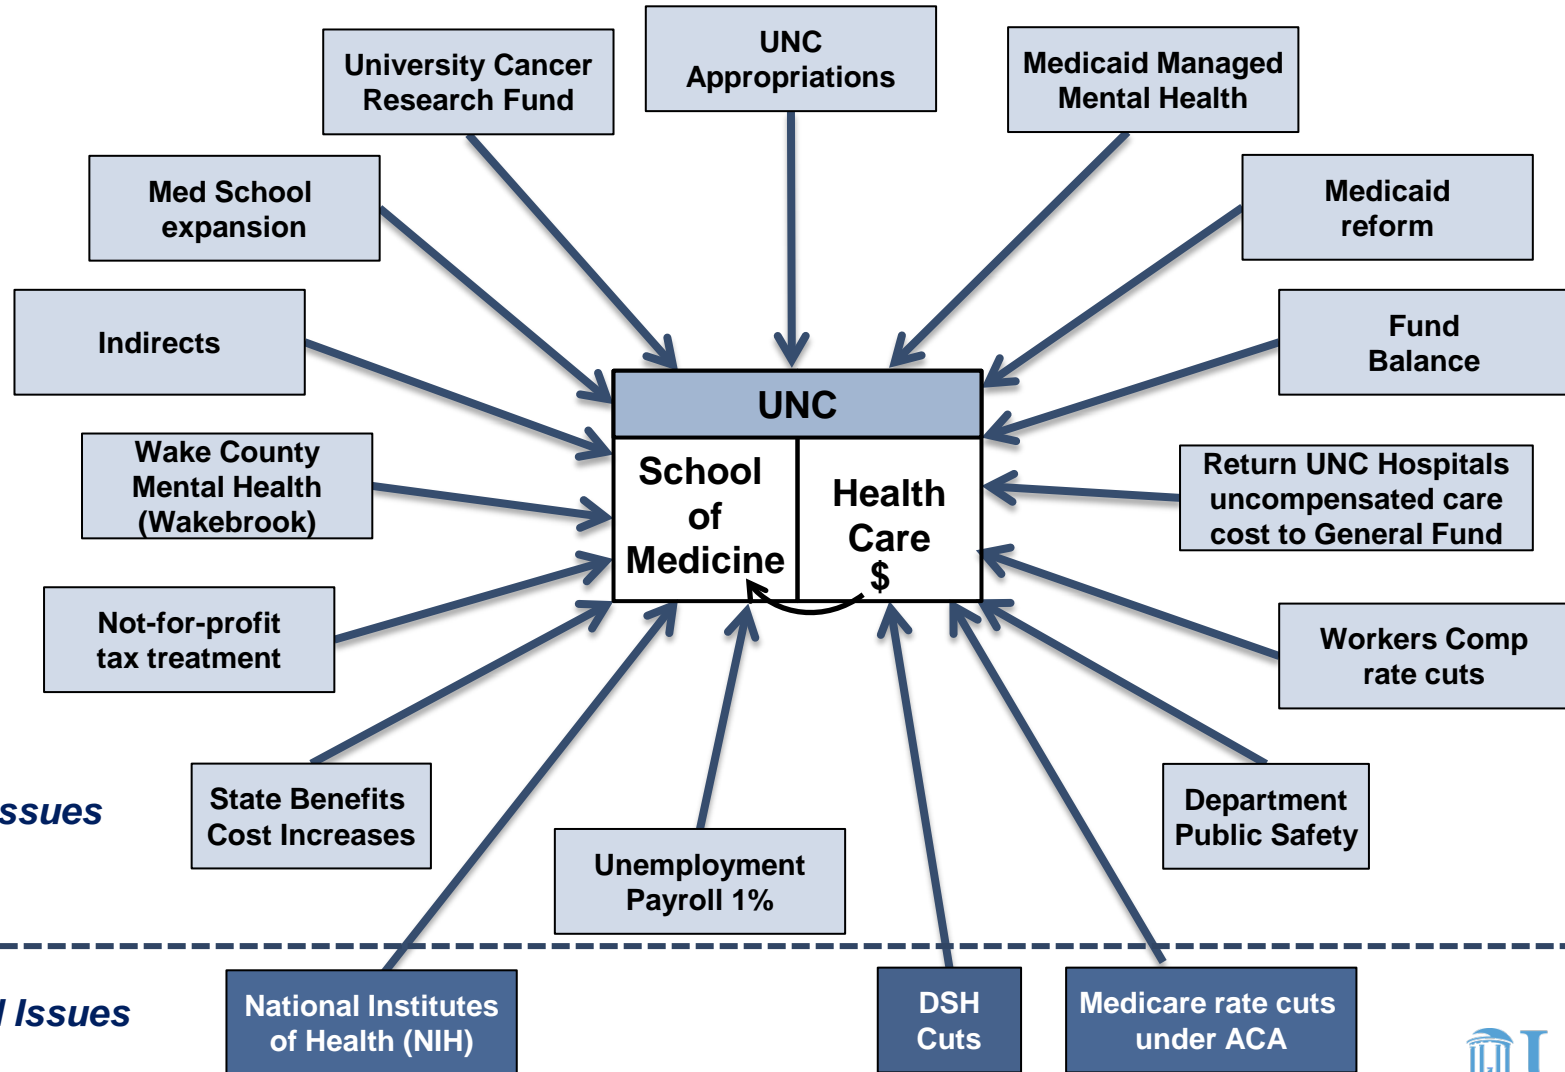 UNC
Appropriations
University Cancer
Research Fund
Medicaid Managed
Mental Health
Med School
expansion
Medicaid
reform
Indirects
Fund
Balance
UNC
School
of
Medicine
Health
Care
$
Wake County
Mental Health
(Wakebrook)
Return UNC Hospitals
uncompensated care
cost to General Fund
Not-for-profit
tax treatment
Workers Comp
rate cuts
State Benefits
Cost Increases
Department
Public Safety
Unemployment
Payroll 1%
Issues
National Institutes
of Health (NIH)
DSH
Cuts
Medicare rate cuts
under ACA
Issues